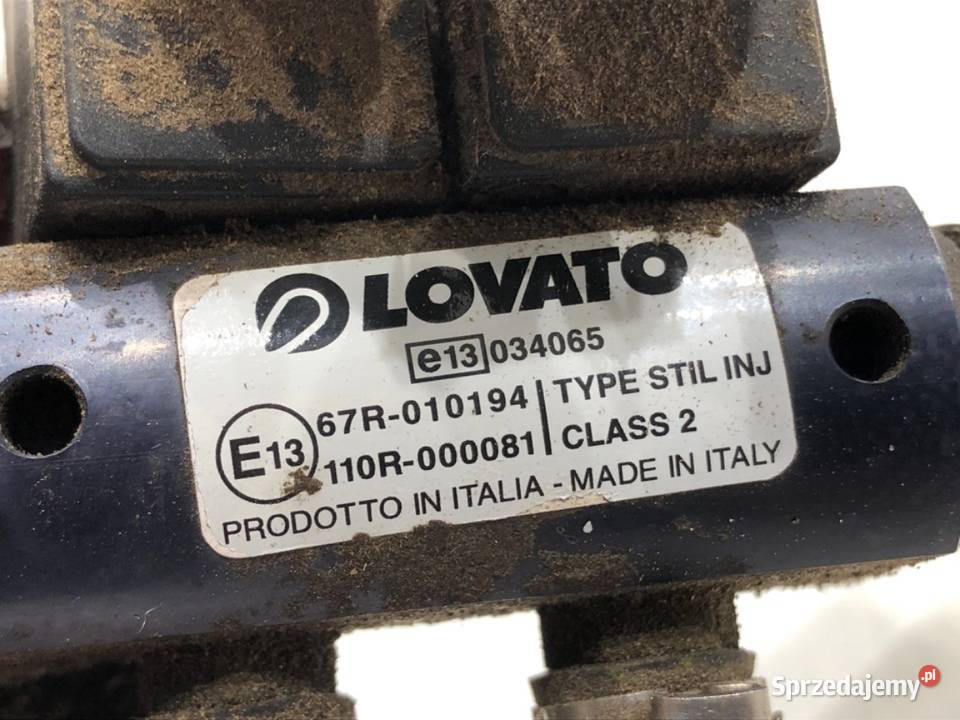 LOVATO
e13 034065
E13 67R-010194 TYPE STIL INJ
110R-000081 CLASS 2
PRODOTTO IN ITALIA - MADE IN ITALY
Sprzedajemy.pl